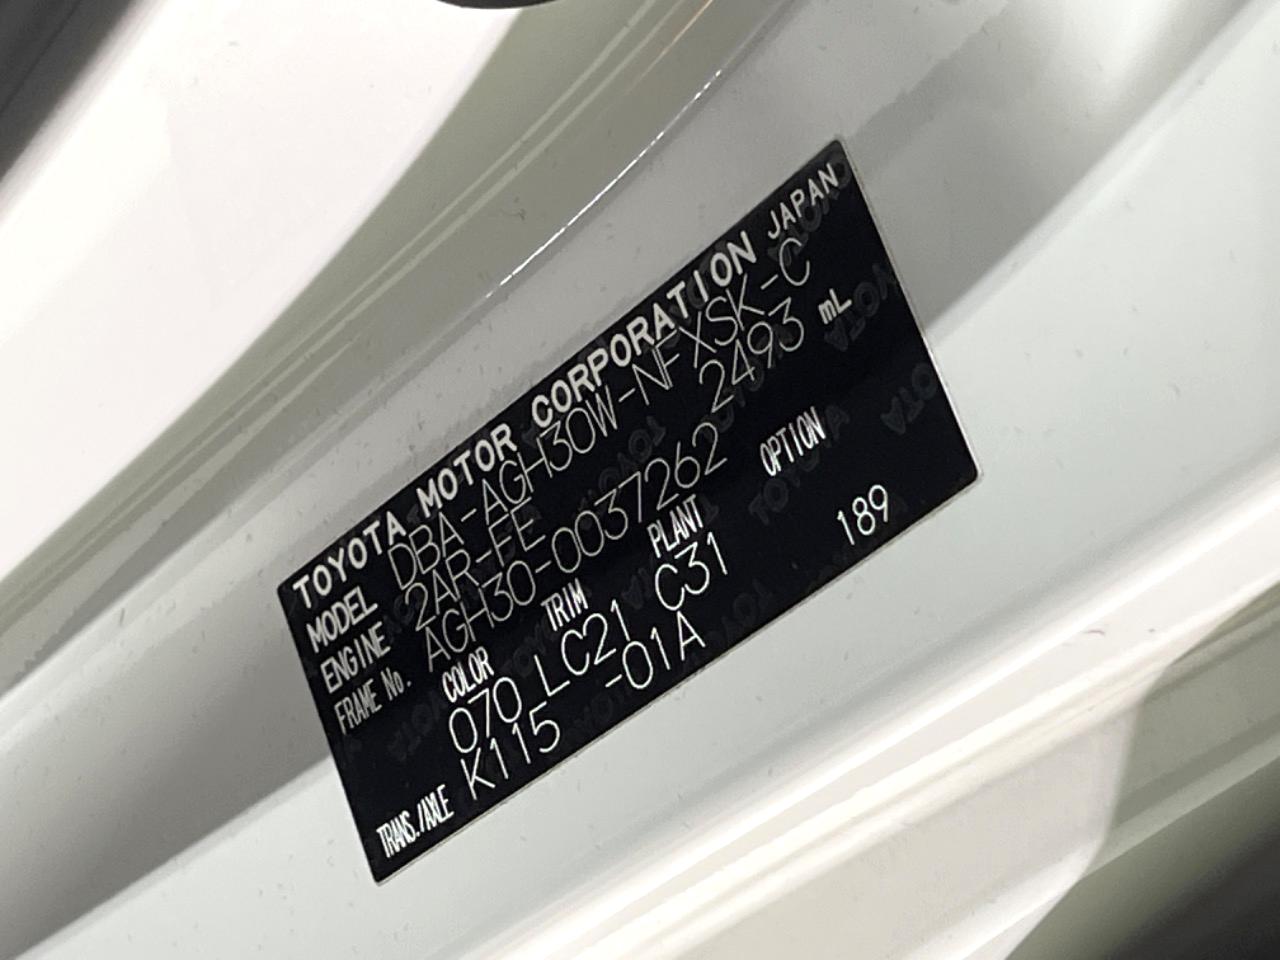 TOYOTA MOTOR CORPORATION JAPAN
MODEL DBA-AGH30W-NFXSK-C
ENGINE 2AR-FE 2493 mL
FRAME No. AGH30-0037262
COLOR TRIM PLANT OPTION
070 LC21 C31 189
TRANS./AXLE K115 -01A